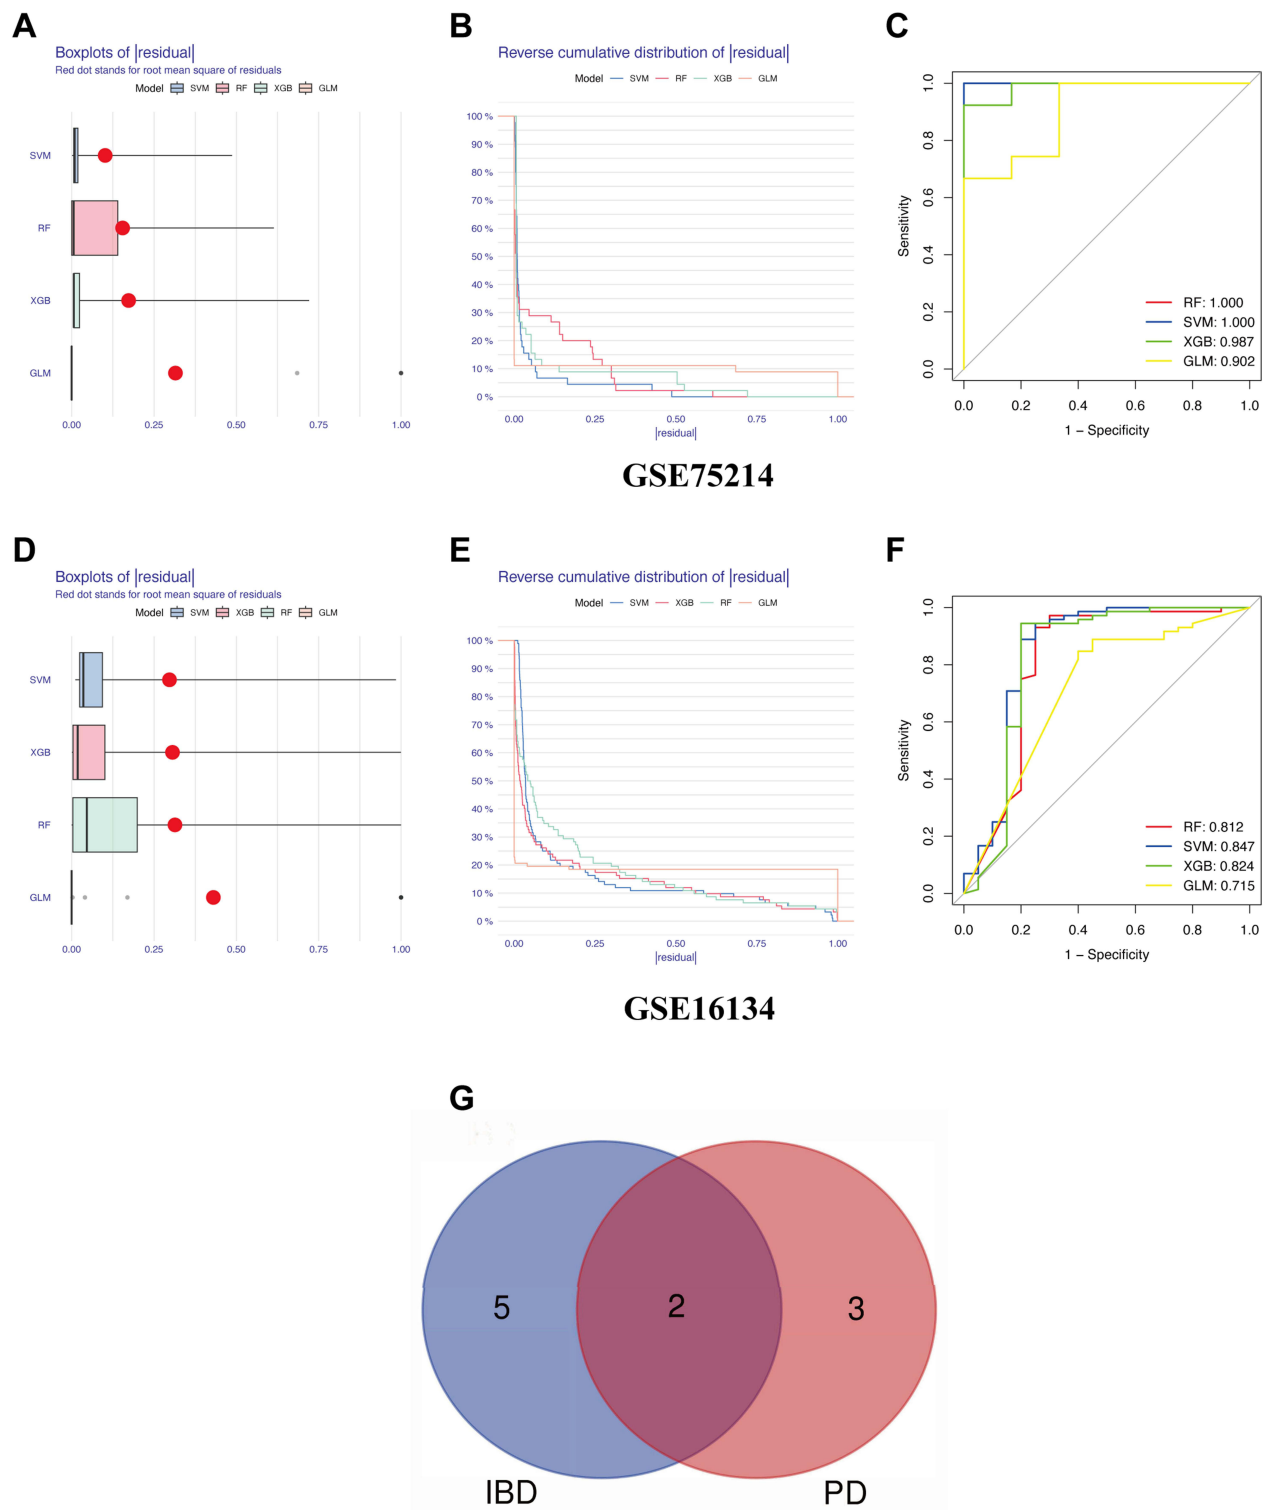 A
Boxplots of |residual|
Red dot stands for root mean square of residuals
Model SVM RF XGB GLM
SVM
RF
XGB
GLM
0.00 0.25 0.50 0.75 1.00
B
Reverse cumulative distribution of |residual|
Model SVM RF XGB GLM
100 %
90 %
80 %
70 %
60 %
50 %
40 %
30 %
20 %
10 %
0 %
0.00 0.25 0.50 0.75 1.00
|residual|
C
Sensitivity
1.0
0.8
0.6
0.4
0.2
0.0
RF: 1.000
SVM: 1.000
XGB: 0.987
GLM: 0.902
0.0 0.2 0.4 0.6 0.8 1.0
1 − Specificity
GSE75214
D
Boxplots of |residual|
Red dot stands for root mean square of residuals
Model SVM XGB RF GLM
SVM
XGB
RF
GLM
0.00 0.25 0.50 0.75 1.00
E
Reverse cumulative distribution of |residual|
Model SVM XGB RF GLM
100 %
90 %
80 %
70 %
60 %
50 %
40 %
30 %
20 %
10 %
0 %
0.00 0.25 0.50 0.75 1.00
|residual|
F
Sensitivity
1.0
0.8
0.6
0.4
0.2
0.0
RF: 0.812
SVM: 0.847
XGB: 0.824
GLM: 0.715
0.0 0.2 0.4 0.6 0.8 1.0
1 − Specificity
GSE16134
G
5 2 3
IBD PD